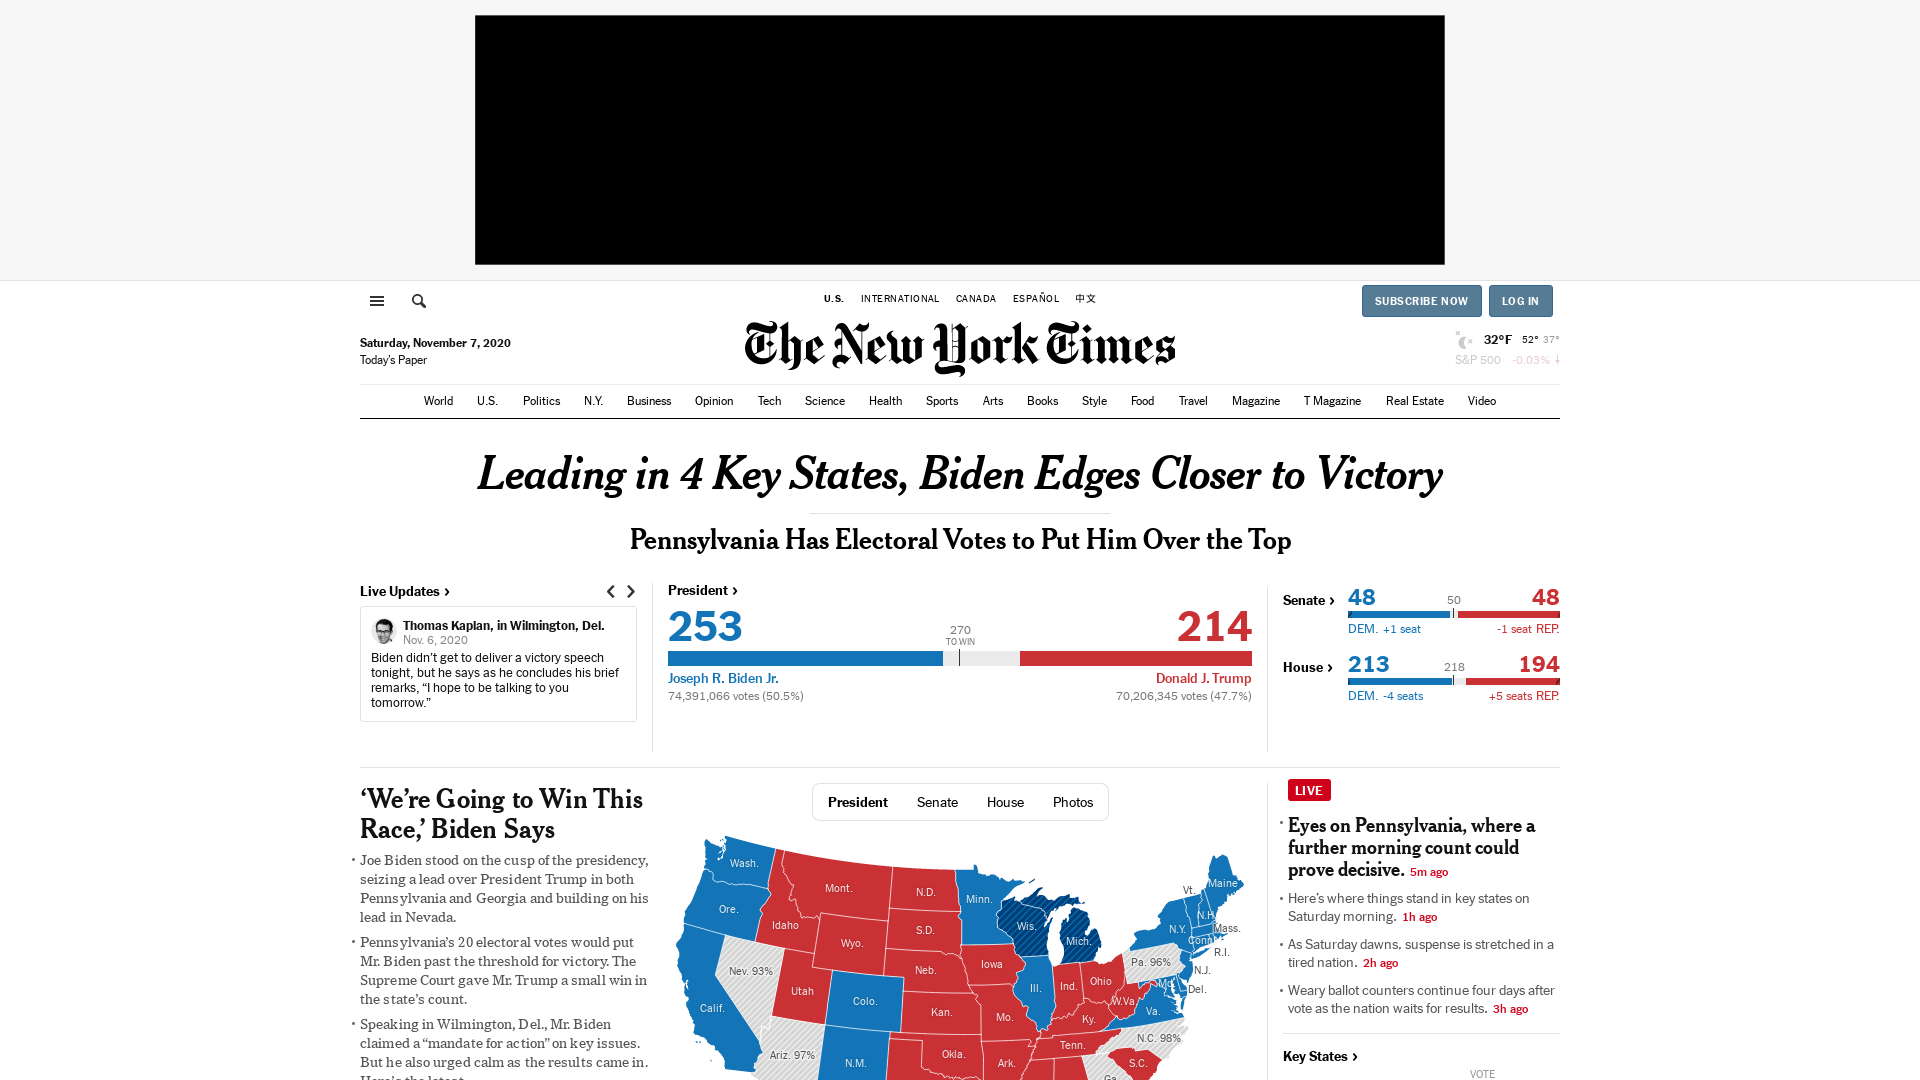 U.S. INTERNATIONAL CANADA ESPAÑOL 中文
SUBSCRIBE NOW LOG IN
Saturday, November 7, 2020
Today's Paper
The New York Times
32°F 52° 37°
S&P 500 -0.03% ↓
World U.S. Politics N.Y. Business Opinion Tech Science Health Sports Arts Books Style Food Travel Magazine T Magazine Real Estate Video
Leading in 4 Key States, Biden Edges Closer to Victory
Pennsylvania Has Electoral Votes to Put Him Over the Top
Live Updates ›
Thomas Kaplan, in Wilmington, Del.
Nov. 6, 2020
Biden didn’t get to deliver a victory speech
tonight, but he says as he concludes his brief
remarks, “I hope to be talking to you
tomorrow.”
President ›
253
270
TO WIN
214
Joseph R. Biden Jr.
Donald J. Trump
74,391,066 votes (50.5%)
70,206,345 votes (47.7%)
Senate ›
48 50 48
DEM. +1 seat -1 seat REP.
House ›
213 218 194
DEM. -4 seats +5 seats REP.
‘We’re Going to Win This
Race,’ Biden Says
Joe Biden stood on the cusp of the presidency,
seizing a lead over President Trump in both
Pennsylvania and Georgia and building on his
lead in Nevada.
Pennsylvania’s 20 electoral votes would put
Mr. Biden past the threshold for victory. The
Supreme Court gave Mr. Trump a small win in
the state’s count.
Speaking in Wilmington, Del., Mr. Biden
claimed a “mandate for action” on key issues.
But he also urged calm as the results came in.
Here’s the latest.
President Senate House Photos
Wash.
Mont.
N.D.
Minn.
Vt.
Maine
Ore.
Idaho
S.D.
Wis.
Mich.
N.Y.
N.H.
Mass.
Conn.
R.I.
Wyo.
Nev. 93%
Neb.
Iowa
Pa. 96%
N.J.
Utah
Colo.
Ill.
Ind.
Ohio
Md.
Del.
Calif.
Kan.
Mo.
W.Va.
Va.
Ky.
Ariz. 97%
N.M.
Okla.
Ark.
Tenn.
N.C. 98%
S.C.
Ga.
LIVE
Eyes on Pennsylvania, where a
further morning count could
prove decisive. 5m ago
Here’s where things stand in key states on
Saturday morning. 1h ago
As Saturday dawns, suspense is stretched in a
tired nation. 2h ago
Weary ballot counters continue four days after
vote as the nation waits for results. 3h ago
Key States ›
VOTE